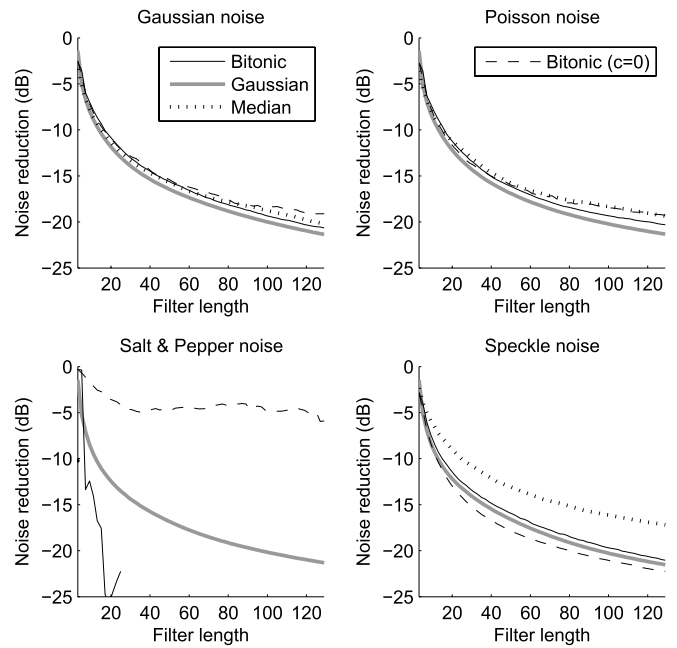 Gaussian noise
0
−5
−10
−15
−20
−25
Noise reduction (dB)
20 40 60 80 100 120
Filter length
Bitonic
Gaussian
Median
Poisson noise
0
−5
−10
−15
−20
−25
Noise reduction (dB)
20 40 60 80 100 120
Filter length
Bitonic (c=0)
Salt & Pepper noise
0
−5
−10
−15
−20
−25
Noise reduction (dB)
20 40 60 80 100 120
Filter length
Speckle noise
0
−5
−10
−15
−20
−25
Noise reduction (dB)
20 40 60 80 100 120
Filter length